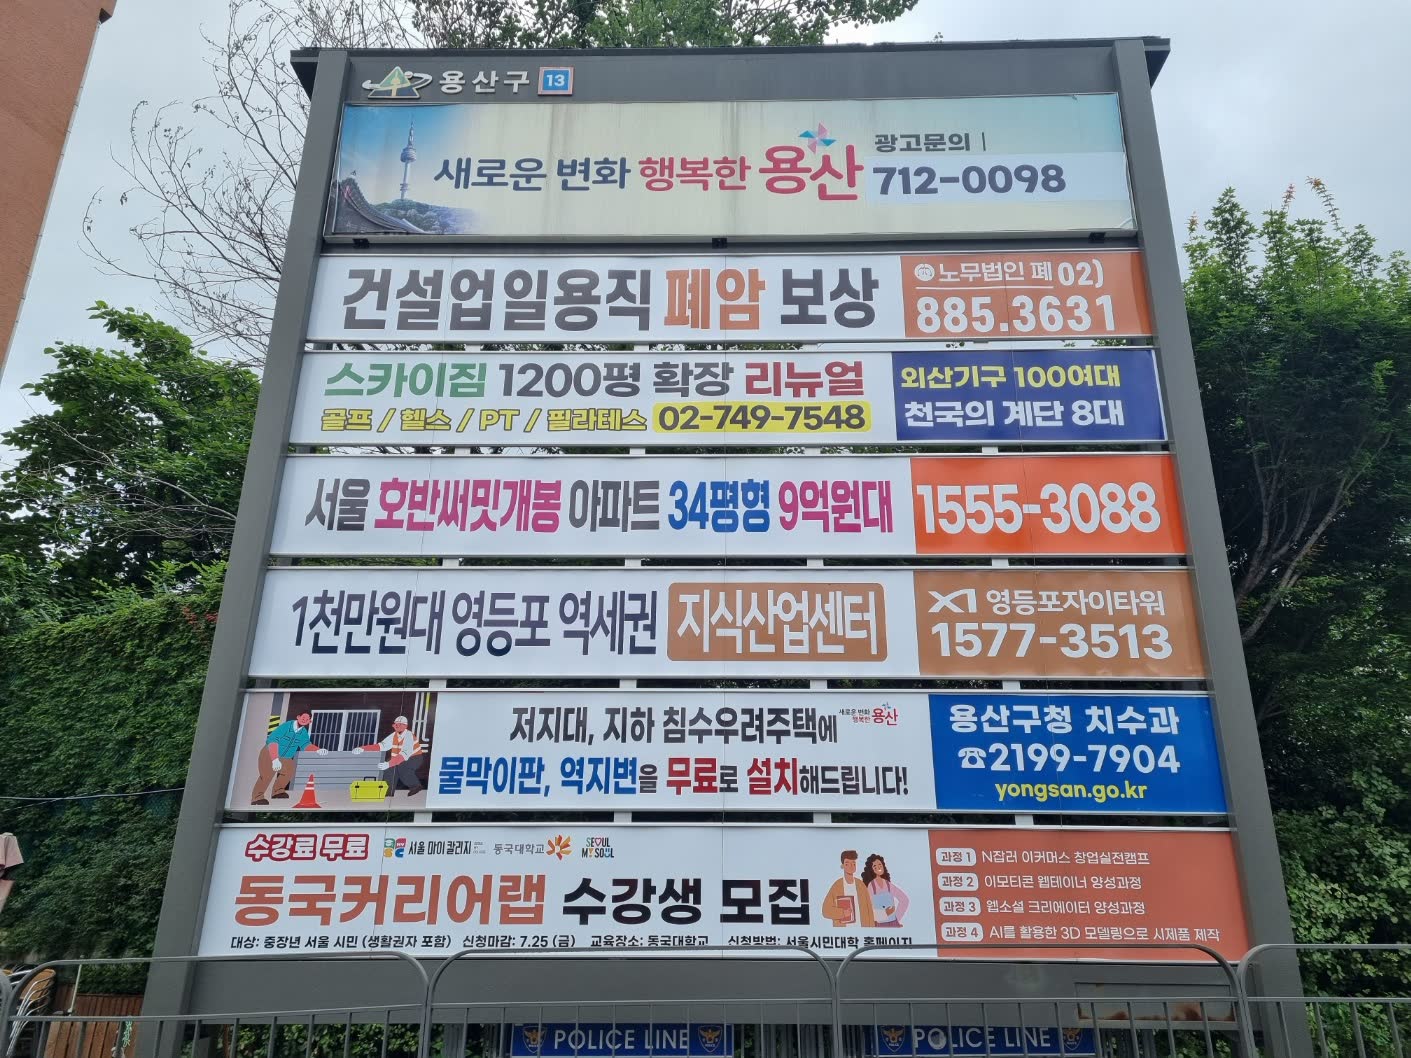 용산구 13
새로운 변화 행복한 용산 광고문의 |
712-0098
건설업일용직 폐암 보상
노무법인 폐 02)
885.3631
스카이짐 1200평 확장 리뉴얼
골프 / 헬스 / PT / 필라테스 02-749-7548
외산기구 100여대
천국의 계단 8대
서울 호반써밋개봉 아파트 34평형 9억원대
1555-3088
1천만원대 영등포 역세권 지식산업센터
XI 영등포자이타워
1577-3513
저지대, 지하 침수우려주택에
새로운 변화
행복한 용산
물막이판, 역지변을 무료로 설치해드립니다!
용산구청 치수과
☎2199-7904
yongsan.go.kr
수강료 무료 서울 마이 칼리지 동국대학교 SEOUL
MY SOUL
동국커리어랩 수강생 모집
대상: 중장년 서울 시민 (생활권자 포함) 신청마감: 7.25 (금) 교육장소: 동국대학교 신청방법: 서울시민대학 홈페이지
과정 1 N잡러 이커머스 창업실전캠프
과정 2 이모티콘 웹테이너 양성과정
과정 3 웹소설 크리에이터 양성과정
과정 4 AI를 활용한 3D 모델링으로 시제품 제작
POLICE LINE
POLICE LINE